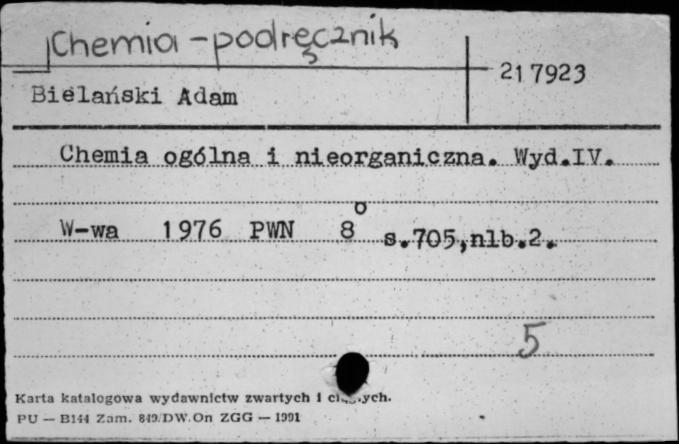 Chemia - podręcznik
217923
Bielański Adam
Chemia ogólna i nieorganiczna. Wyd.IV.
W-wa 1976 PWN 8° s.705,nlb.2.
5
Karta katalogowa wydawnictw zwartych i
PU — B144 Zam. 849/DW.On ZGG — 1991